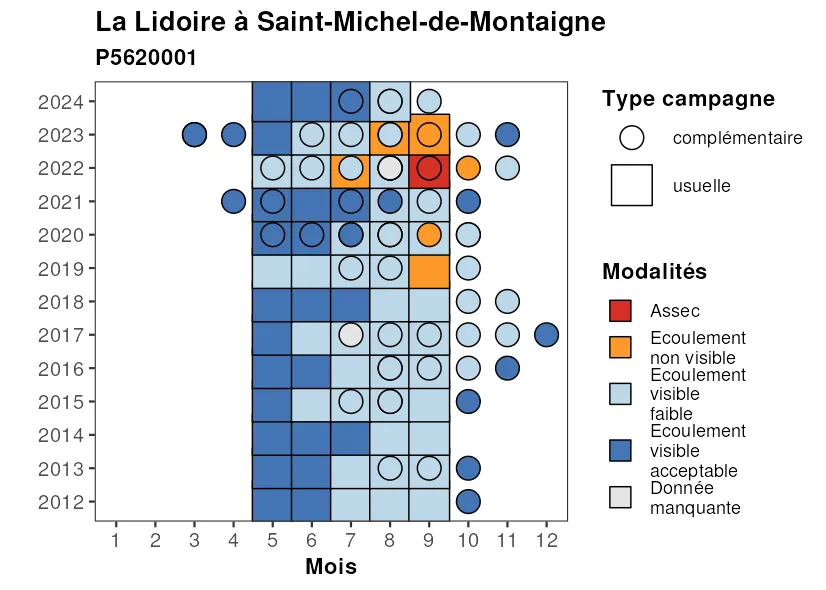 La Lidoire à Saint-Michel-de-Montaigne
P5620001
2024
2023
2022
2021
2020
2019
2018
2017
2016
2015
2014
2013
2012
1 2 3 4 5 6 7 8 9 10 11 12
Mois
Type campagne
complémentaire
usuelle
Modalités
Assec
Ecoulement
non visible
Ecoulement
visible
faible
Ecoulement
visible
acceptable
Donnée
manquante